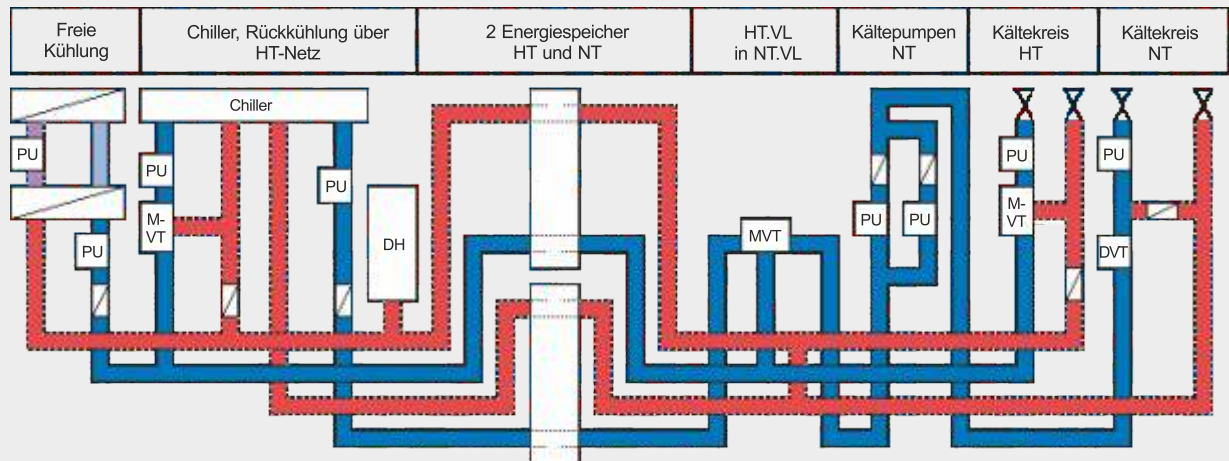 Freie
Kühlung
Chiller, Rückkühlung über
HT-Netz
2 Energiespeicher
HT und NT
HT.VL
in NT.VL
Kältepumpen
NT
Kältekreis
HT
Kältekreis
NT
Chiller
PU
PU
PU
PU
PU
M-
VT
PU
DH
PU
PU
MVT
M-
VT
DVT
PU